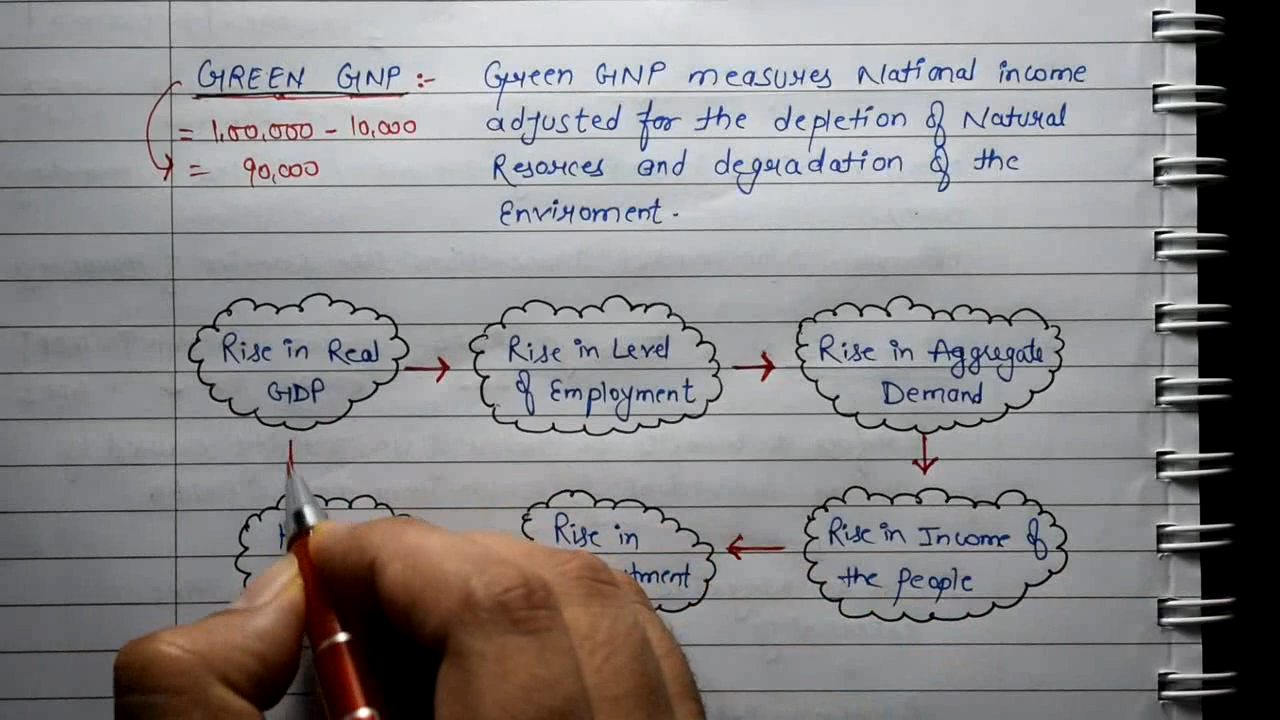 GREEN GNP :- Green GNP measures National income
= 1,00,000 - 10,000 adjusted for the depletion of Natural
= 90,000 Resorces and degradation of the
Enviroment.
Rise in Real
GDP
Rise in Level
of Employment
Rise in Aggregate
Demand
Rise in
Rise in Income of
the people